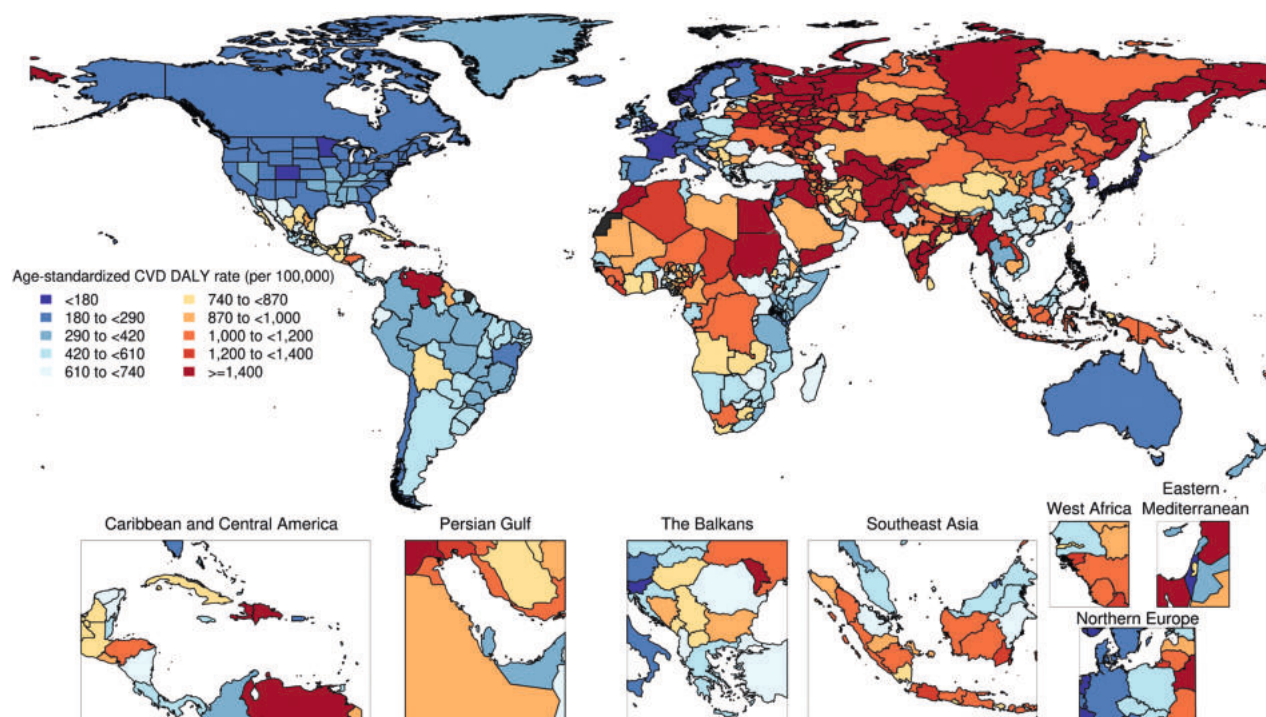 Age-standardized CVD DALY rate (per 100,000)
<180
180 to <290
290 to <420
420 to <610
610 to <740
740 to <870
870 to <1,000
1,000 to <1,200
1,200 to <1,400
>=1,400
Caribbean and Central America
Persian Gulf
The Balkans
Southeast Asia
West Africa
Eastern
Mediterranean
Northern Europe